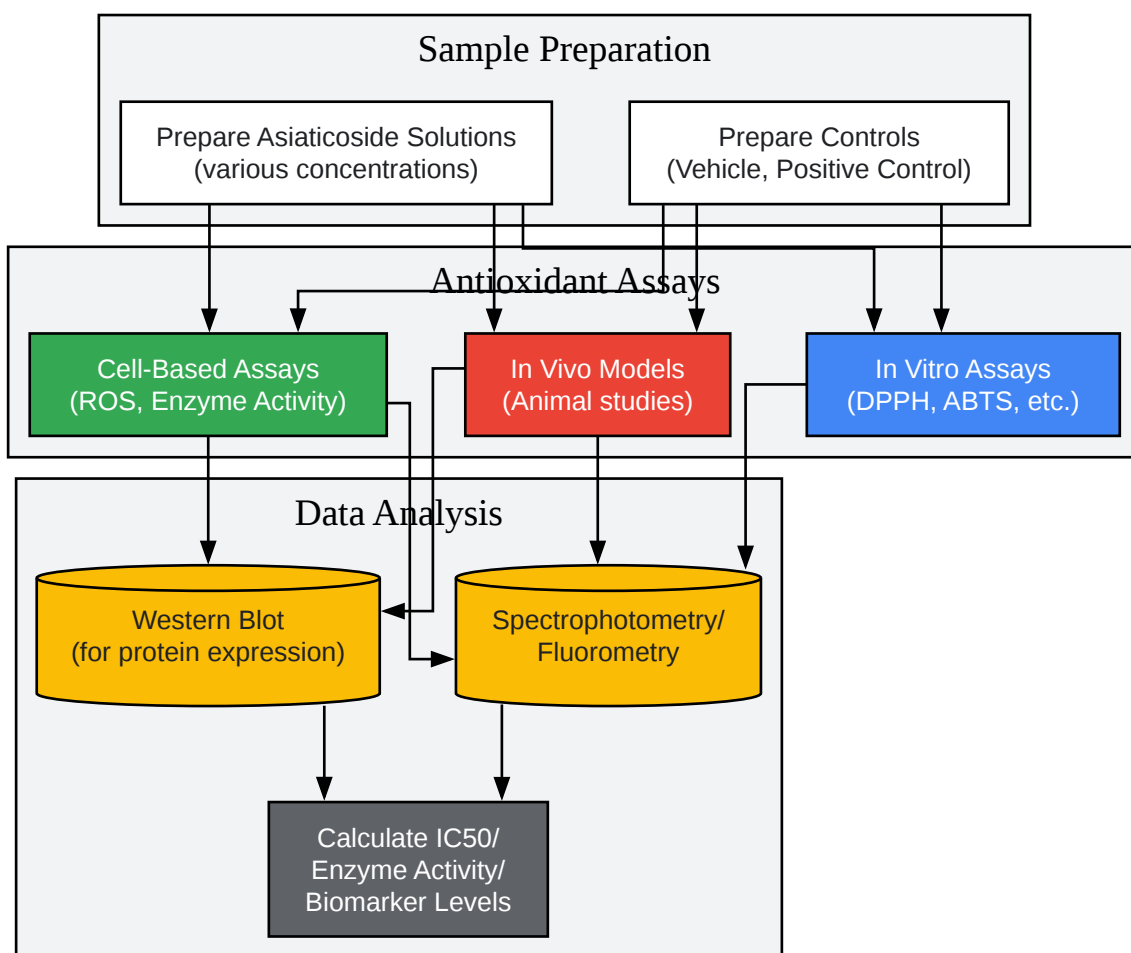 Sample Preparation
Prepare Asiaticoside Solutions
(various concentrations)
Prepare Controls
(Vehicle, Positive Control)
Antioxidant Assays
Cell-Based Assays
(ROS, Enzyme Activity)
In Vivo Models
(Animal studies)
In Vitro Assays
(DPPH, ABTS, etc.)
Data Analysis
Western Blot
(for protein expression)
Spectrophotometry/
Fluorometry
Calculate IC50/
Enzyme Activity/
Biomarker Levels